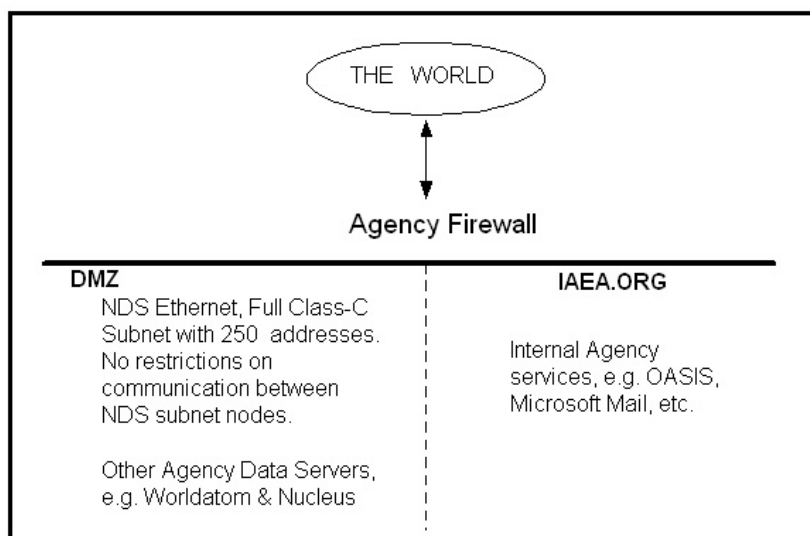 THE WORLD
Agency Firewall
DMZ
NDS Ethernet, Full Class-C
Subnet with 250 addresses.
No restrictions on
communication between
NDS subnet nodes.
Other Agency Data Servers,
e.g. Worldatom & Nucleus
IAEA.ORG
Internal Agency
services, e.g. OASIS,
Microsoft Mail, etc.